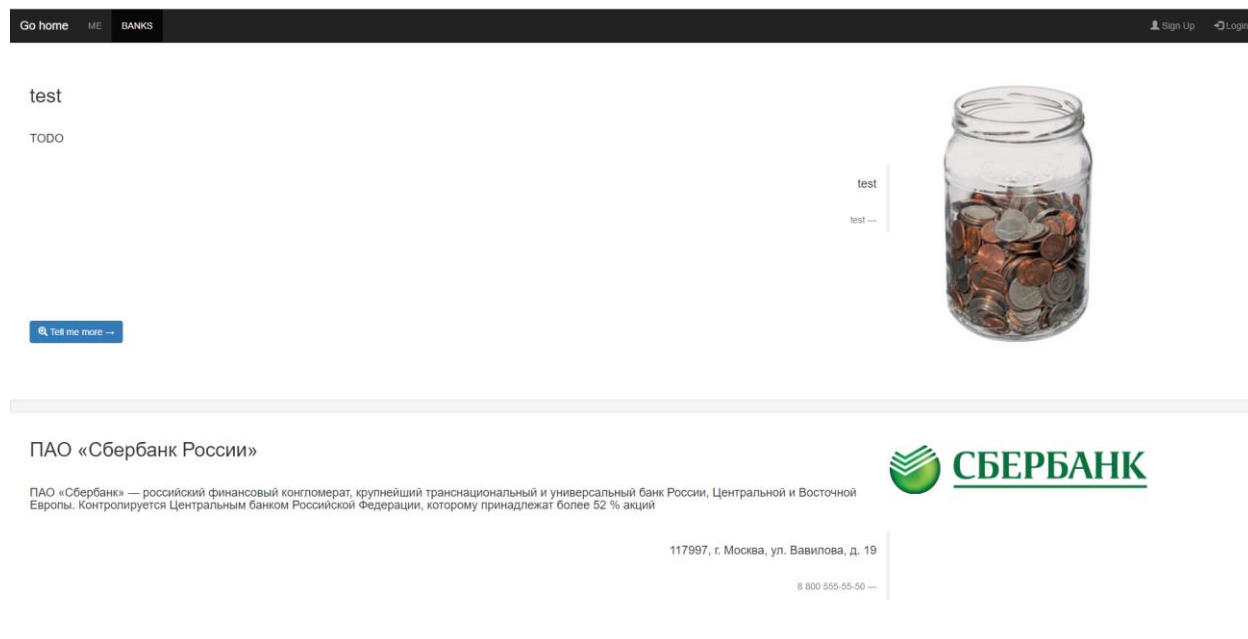 Go home ME BANKS Sign Up Login
test
TODO
test
test —
Tell me more →
ПАО «Сбербанк России»
СБЕРБАНК
ПАО «Сбербанк» — российский финансовый конгломерат, крупнейший транснациональный и универсальный банк России, Центральной и Восточной
Европы. Контролируется Центральным банком Российской Федерации, которому принадлежат более 52 % акций
117997, г. Москва, ул. Вавилова, д. 19
8 800 555-55-50 —